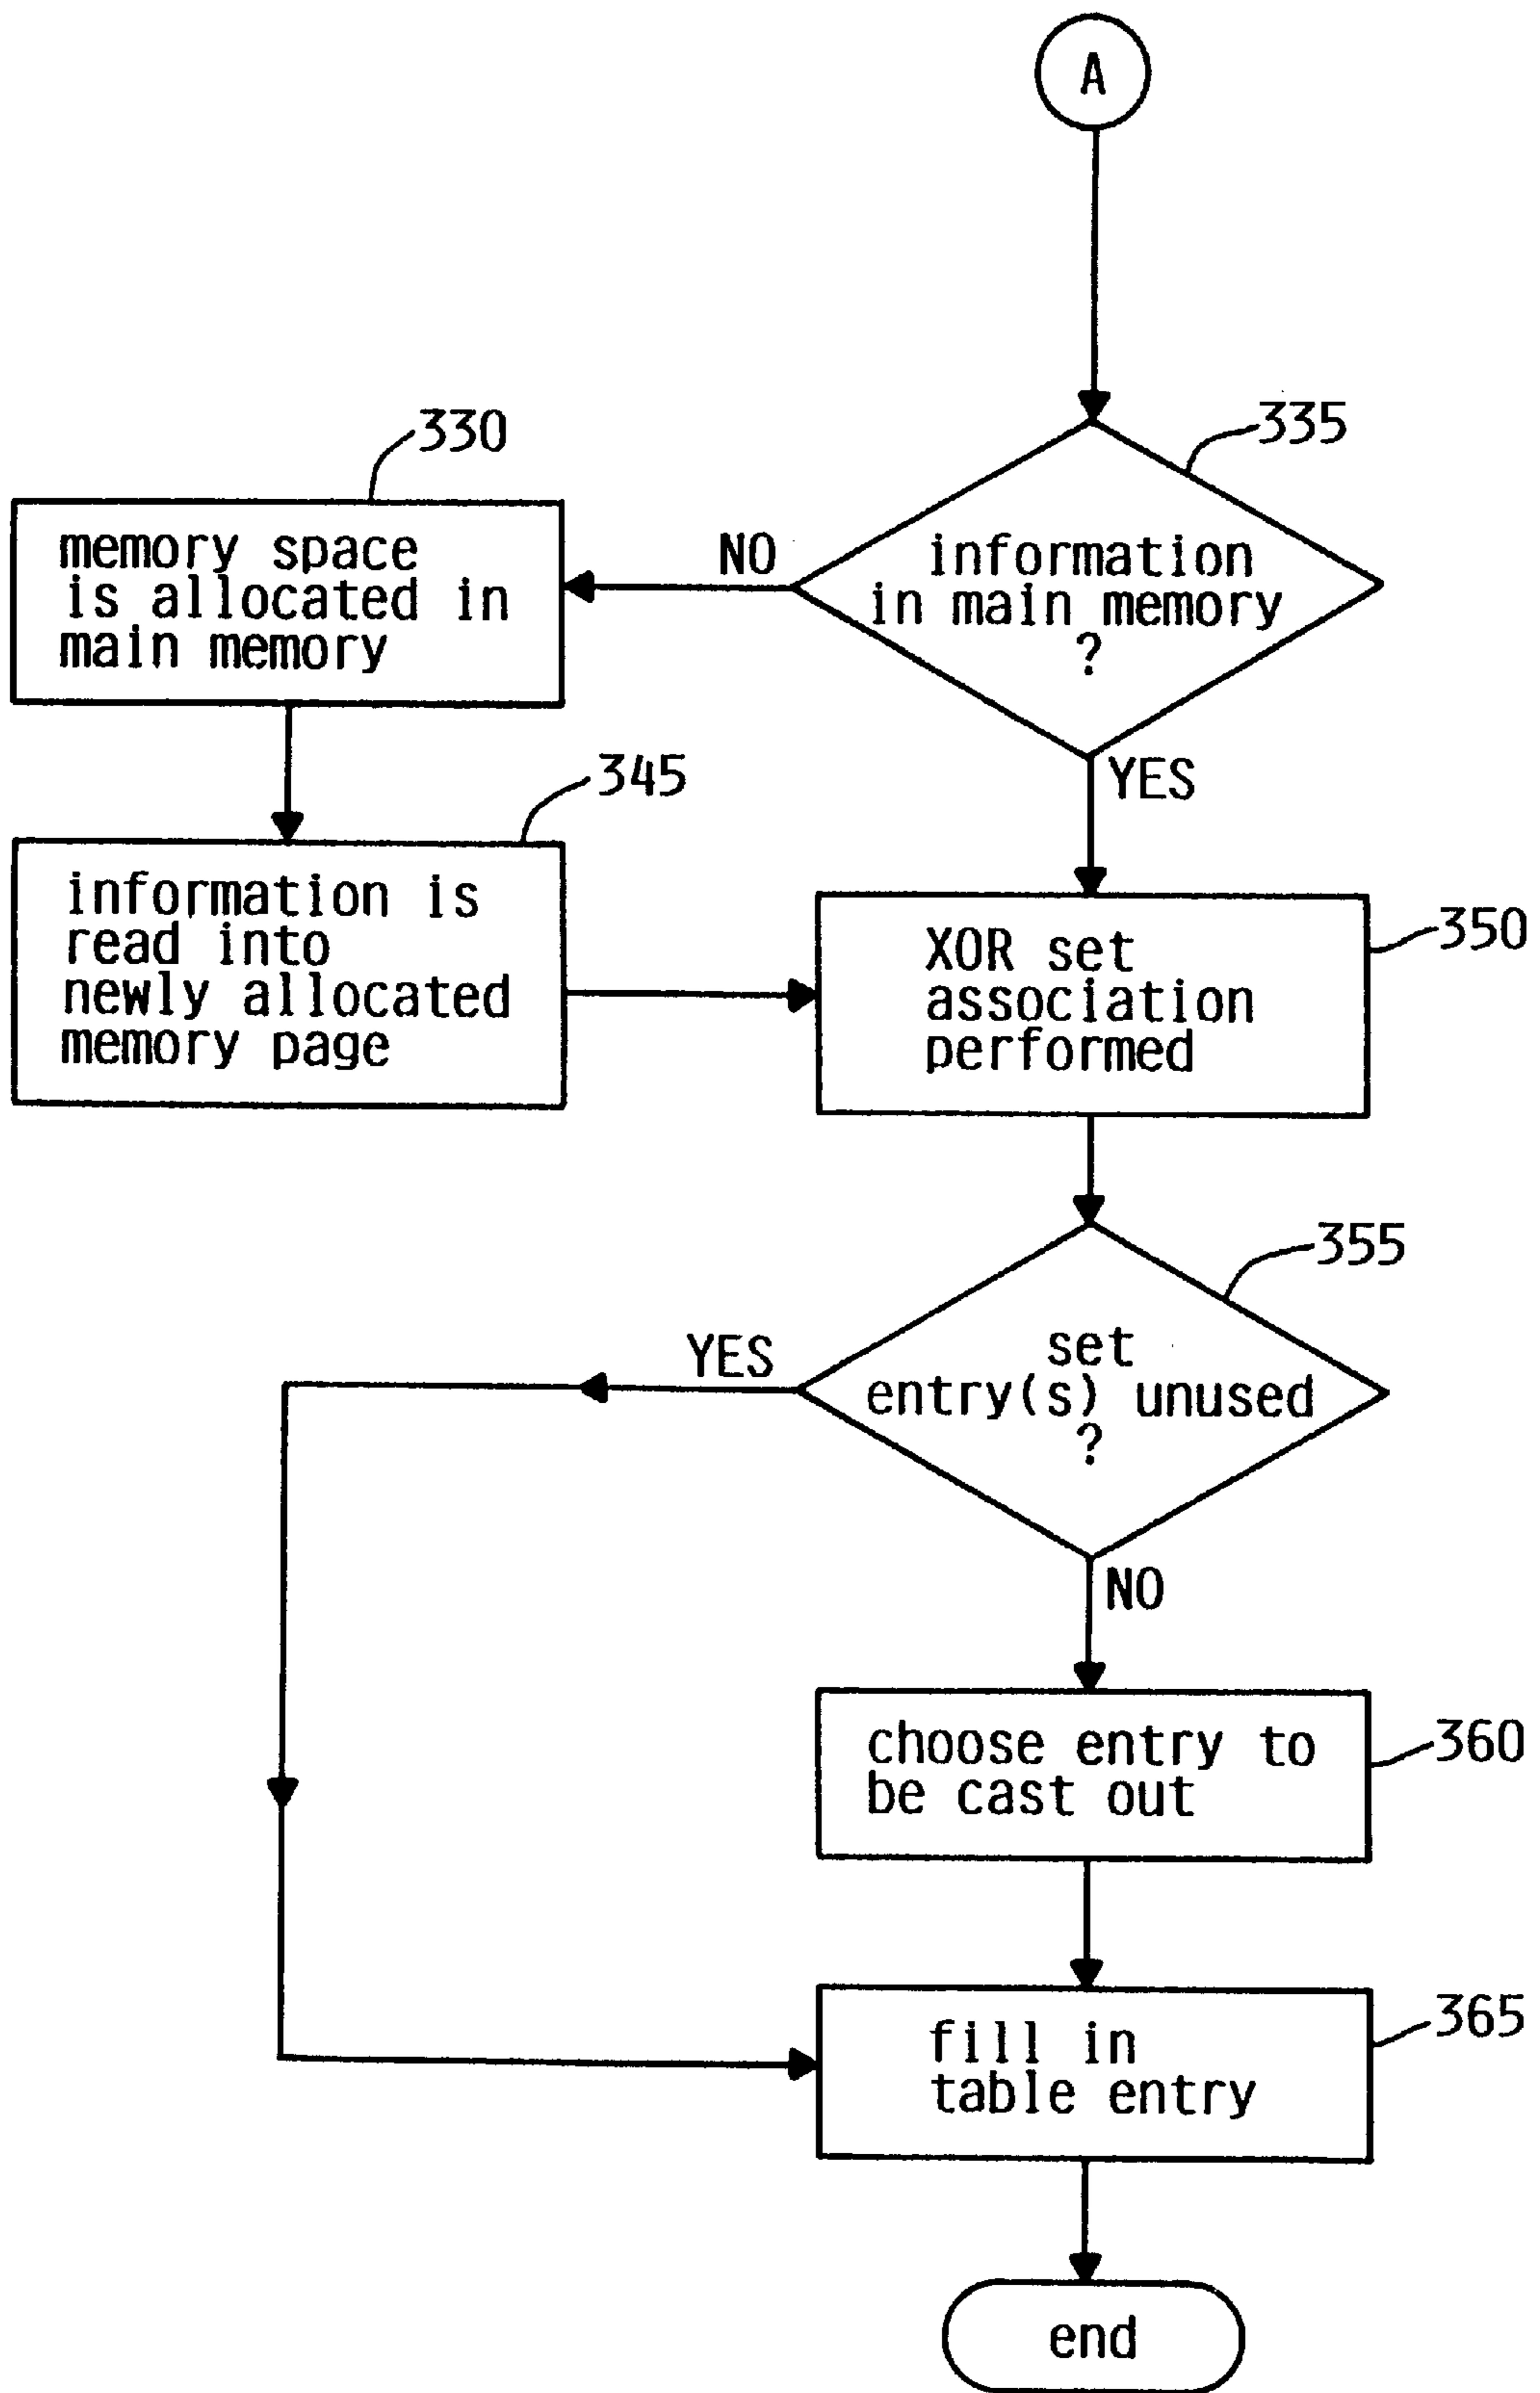 A
335
information
in main memory
?
NO
330
memory space
is allocated in
main memory
YES
345
information is
read into
newly allocated
memory page
350
XOR set
association
performed
355
set
entry(s) unused
?
YES
NO
360
choose entry to
be cast out
365
fill in
table entry
end